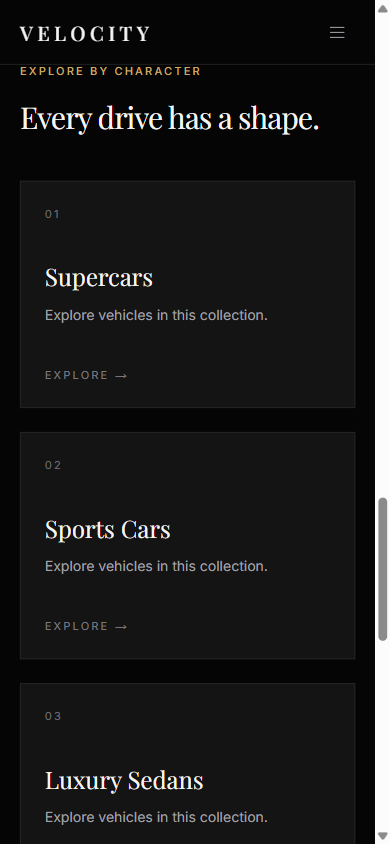 VELOCITY
EXPLORE BY CHARACTER
Every drive has a shape.
01
Supercars
Explore vehicles in this collection.
EXPLORE →
02
Sports Cars
Explore vehicles in this collection.
EXPLORE →
03
Luxury Sedans
Explore vehicles in this collection.